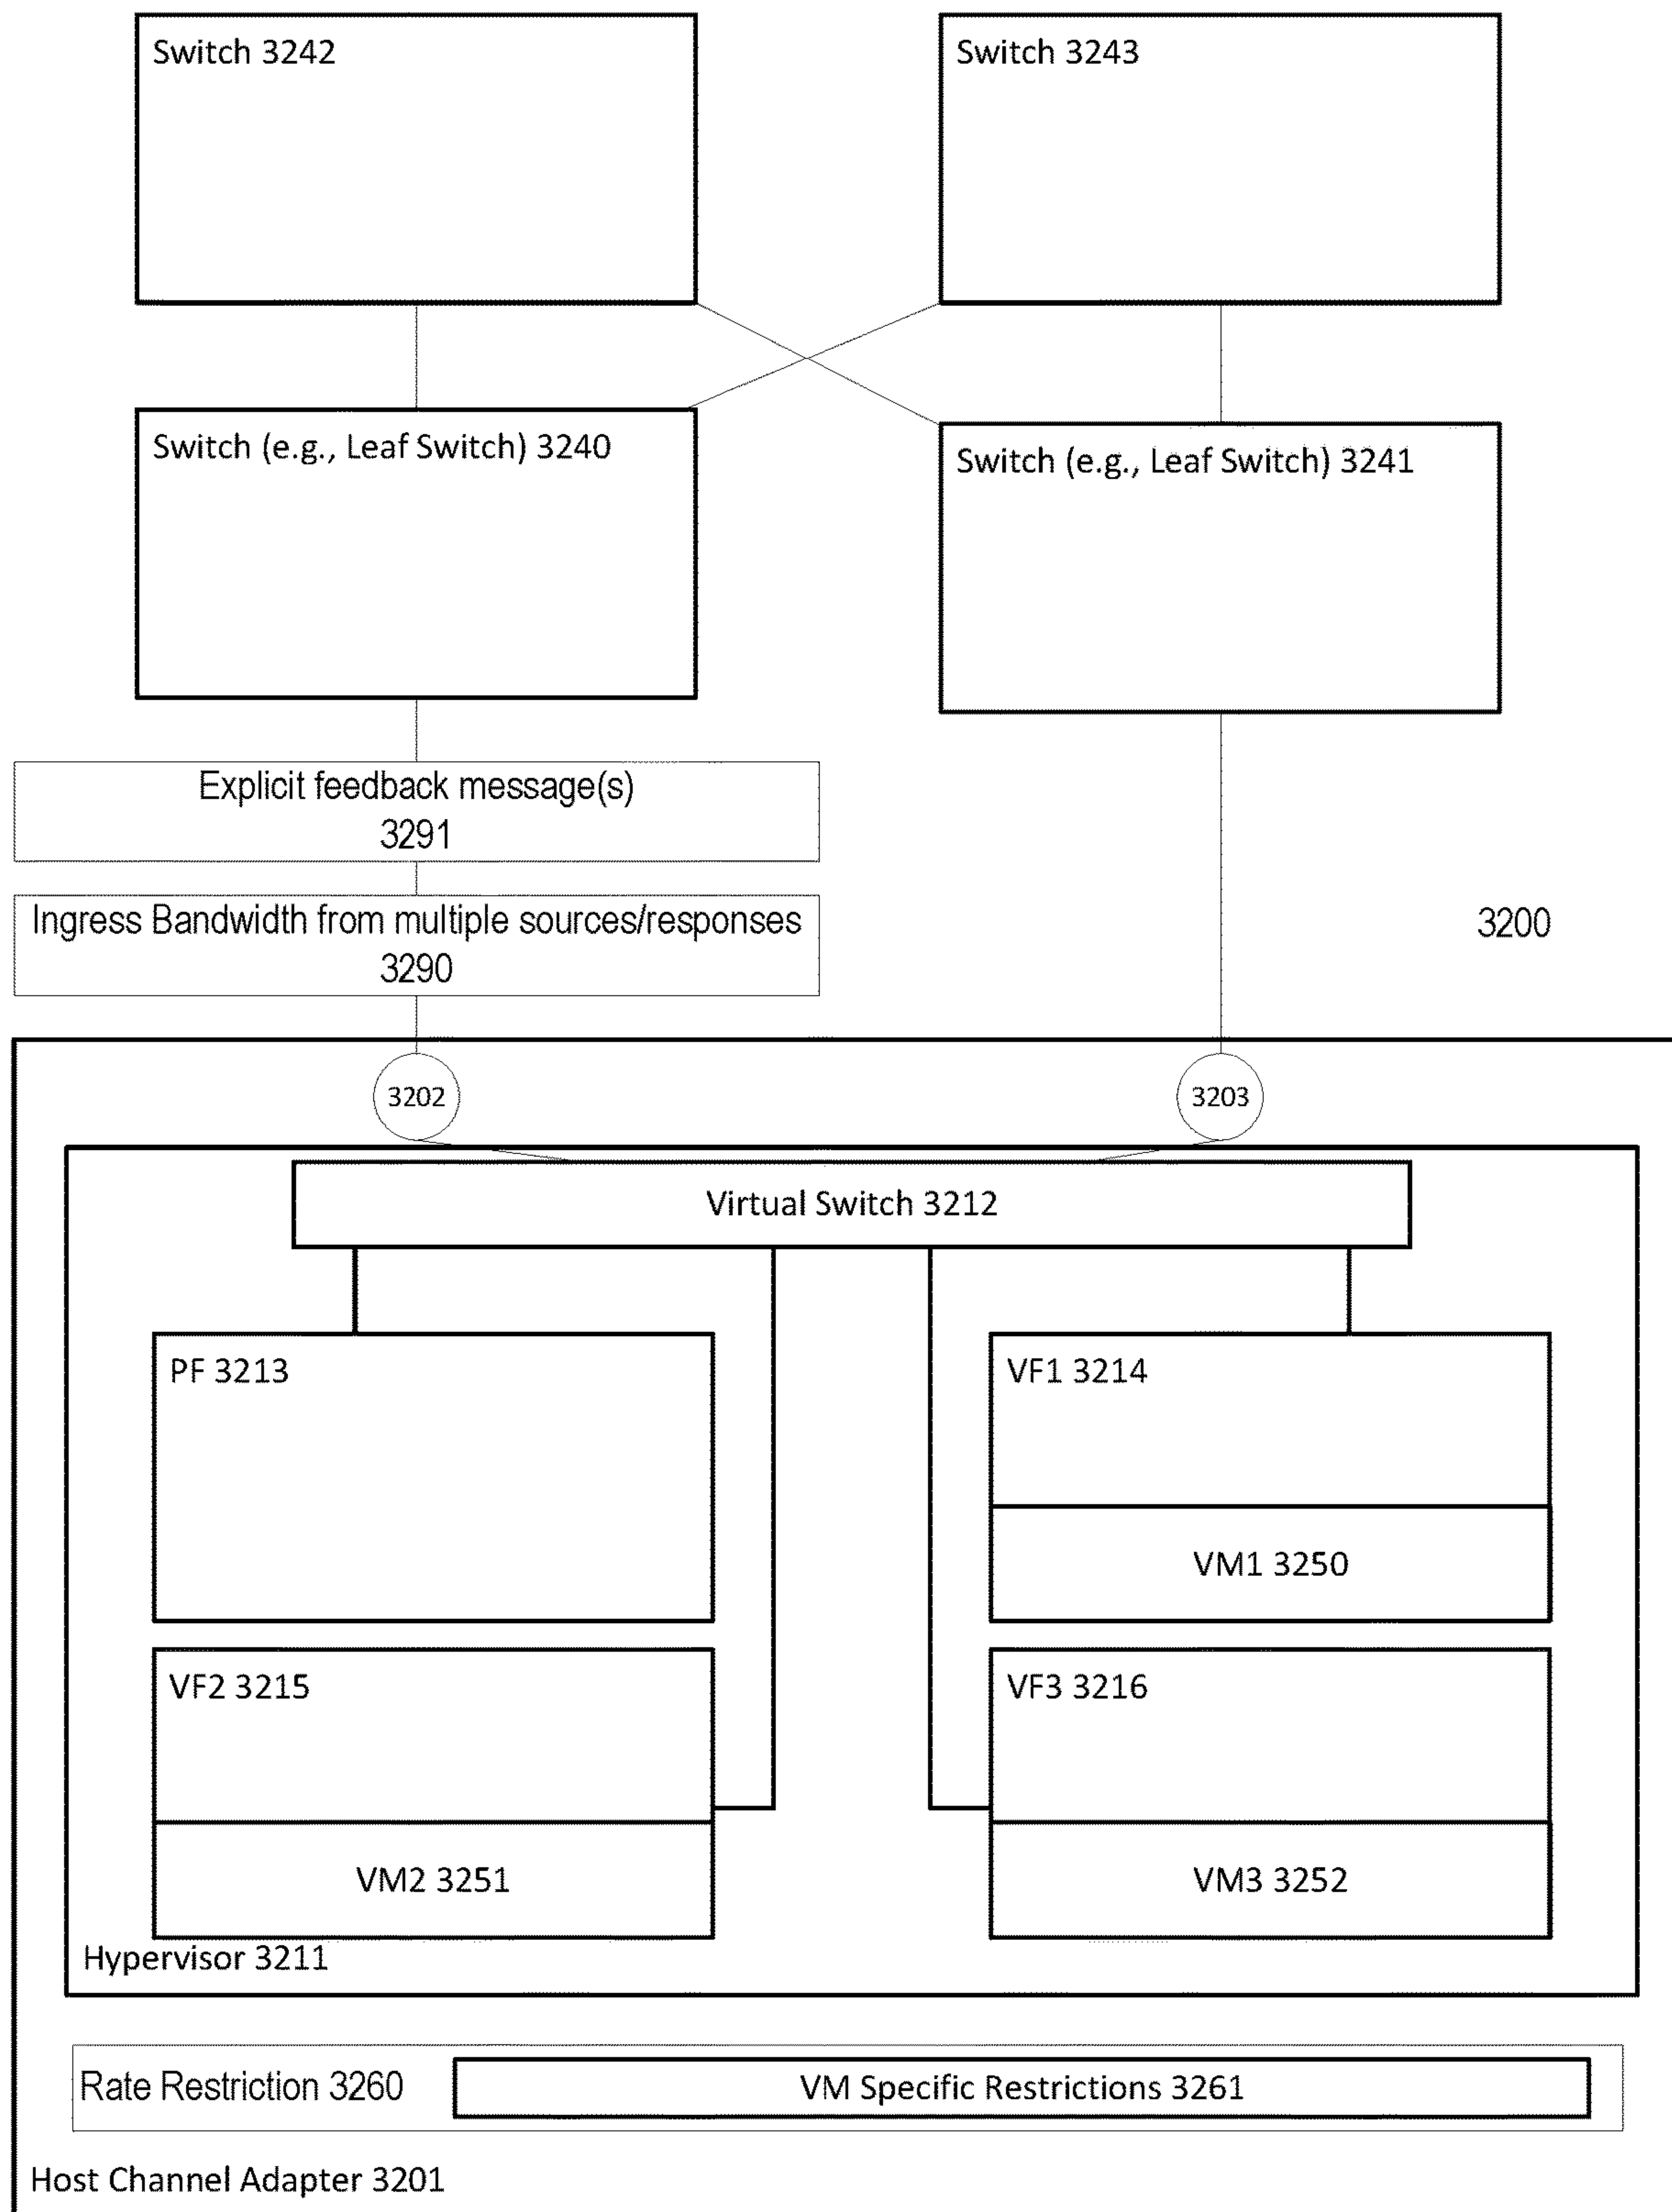 Switch 3242
Switch 3243
Switch (e.g., Leaf Switch) 3240
Switch (e.g., Leaf Switch) 3241
Explicit feedback message(s)
3291
Ingress Bandwidth from multiple sources/responses
3290
3200
3202
3203
Virtual Switch 3212
PF 3213
VF1 3214
VM1 3250
VF2 3215
VF3 3216
VM2 3251
VM3 3252
Hypervisor 3211
Rate Restriction 3260
VM Specific Restrictions 3261
Host Channel Adapter 3201